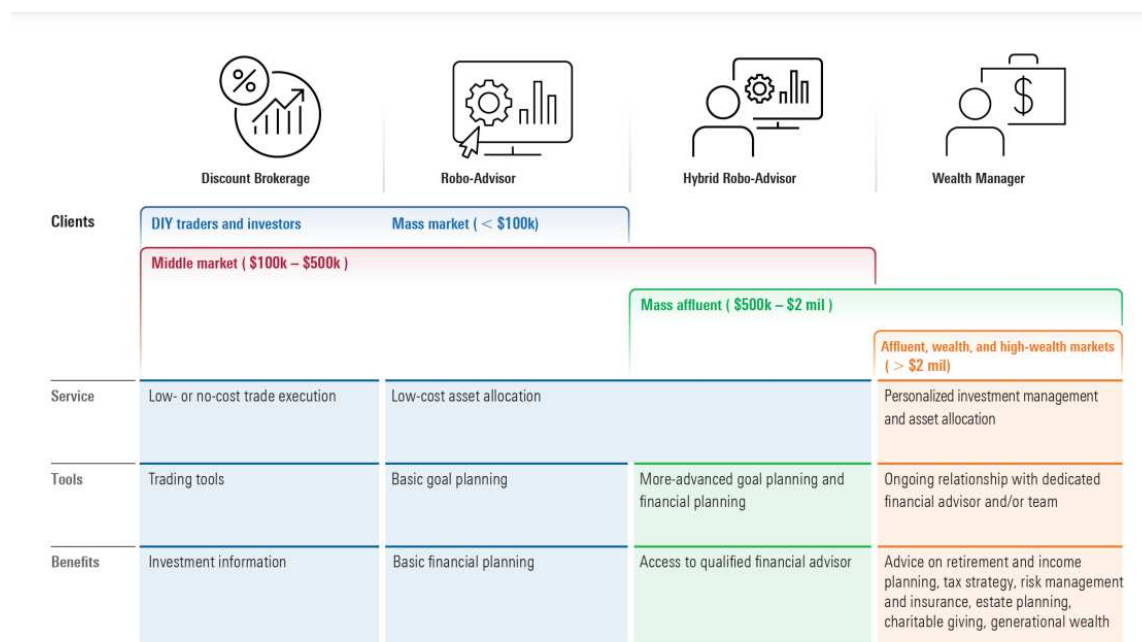 %
$
Discount Brokerage
Robo-Advisor
Hybrid Robo-Advisor
Wealth Manager
Clients
DIY traders and investors
Mass market ( < $100k)
Middle market ( $100k – $500k )
Mass affluent ( $500k – $2 mil )
Affluent, wealth, and high-wealth markets
( > $2 mil)
Service
Low- or no-cost trade execution
Low-cost asset allocation
Personalized investment management
and asset allocation
Tools
Trading tools
Basic goal planning
More-advanced goal planning and
financial planning
Ongoing relationship with dedicated
financial advisor and/or team
Benefits
Investment information
Basic financial planning
Access to qualified financial advisor
Advice on retirement and income
planning, tax strategy, risk management
and insurance, estate planning,
charitable giving, generational wealth